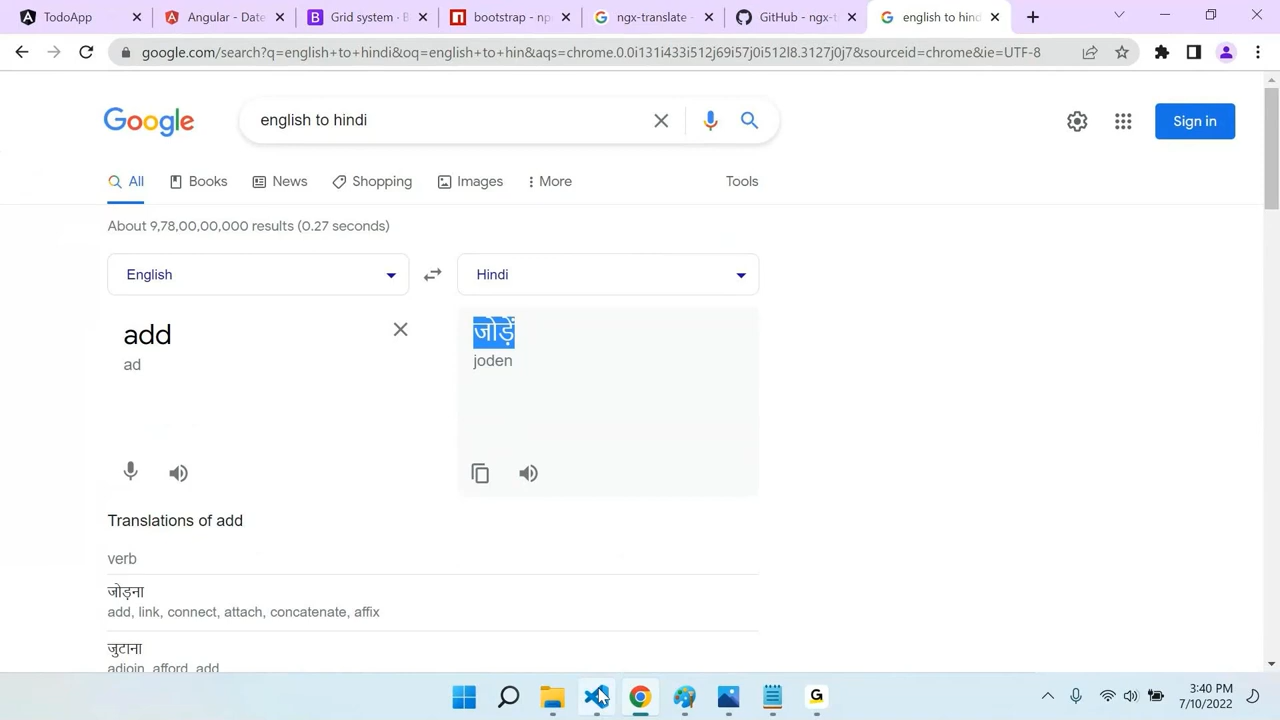 TodoApp
Angular - Date
Grid system · B
bootstrap - np
ngx-translate -
GitHub - ngx-t
english to hind
google.com/search?q=english+to+hindi&oq=english+to+hin&aqs=chrome.0.0i131i433i512j69i57j0i512l8.3127j0j7&sourceid=chrome&ie=UTF-8
Google
english to hindi
Sign in
All
Books
News
Shopping
Images
More
Tools
About 9,78,00,00,000 results (0.27 seconds)
English
Hindi
add
जोड़ें
ad
joden
Translations of add
verb
जोड़ना
add, link, connect, attach, concatenate, affix
जुटाना
adjoin, afford, add
3:40 PM
7/10/2022